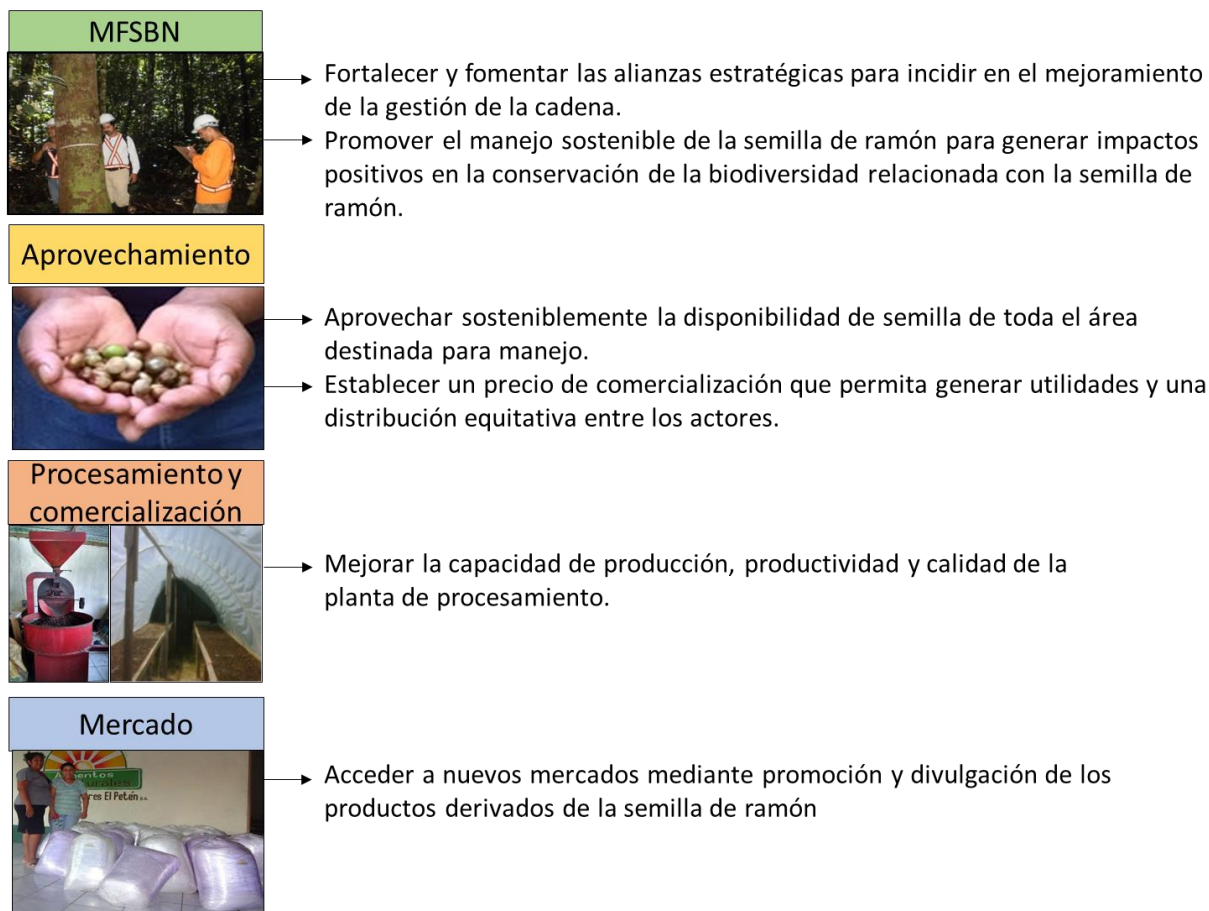 MFSBN
Fortalecer y fomentar las alianzas estratégicas para incidir en el mejoramiento
de la gestión de la cadena.
Promover el manejo sostenible de la semilla de ramón para generar impactos
positivos en la conservación de la biodiversidad relacionada con la semilla de
ramón.
Aprovechamiento
Aprovechar sosteniblemente la disponibilidad de semilla de toda el área
destinada para manejo.
Establecer un precio de comercialización que permita generar utilidades y una
distribución equitativa entre los actores.
Procesamiento y
comercialización
Mejorar la capacidad de producción, productividad y calidad de la
planta de procesamiento.
Mercado
res El Petén
Acceder a nuevos mercados mediante promoción y divulgación de los
productos derivados de la semilla de ramón